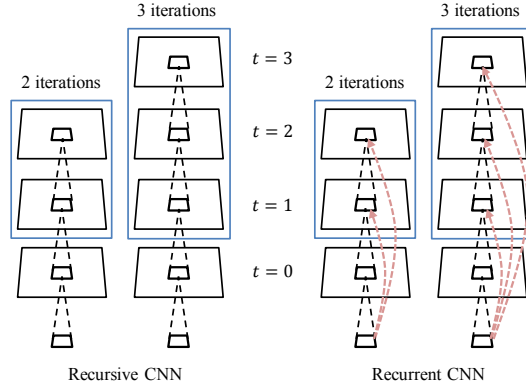 3 iterations
3 iterations
t = 3
2 iterations
2 iterations
t = 2
t = 1
t = 0
Recursive CNN
Recurrent CNN